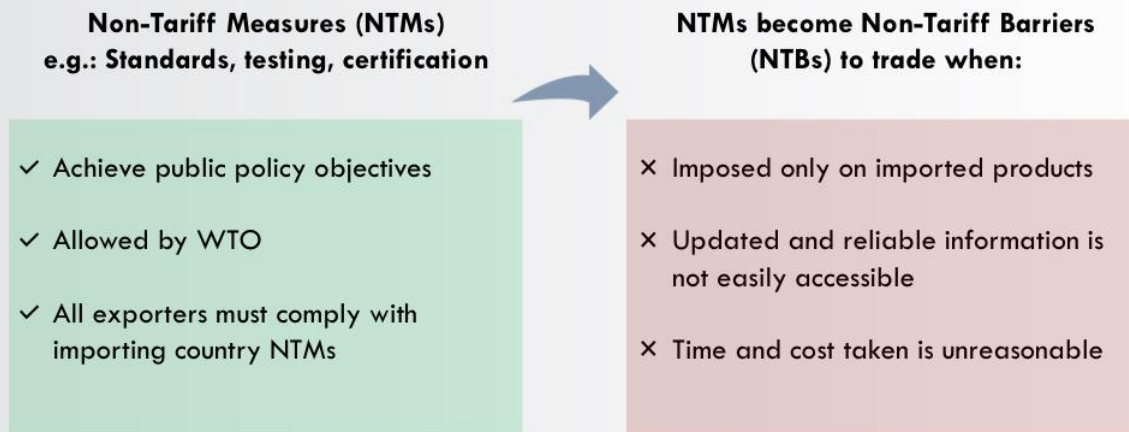 Non-Tariff Measures (NTMs)
e.g.: Standards, testing, certification
✓ Achieve public policy objectives
✓ Allowed by WTO
✓ All exporters must comply with
importing country NTMs
NTMs become Non-Tariff Barriers
(NTBs) to trade when:
✕ Imposed only on imported products
✕ Updated and reliable information is
not easily accessible
✕ Time and cost taken is unreasonable